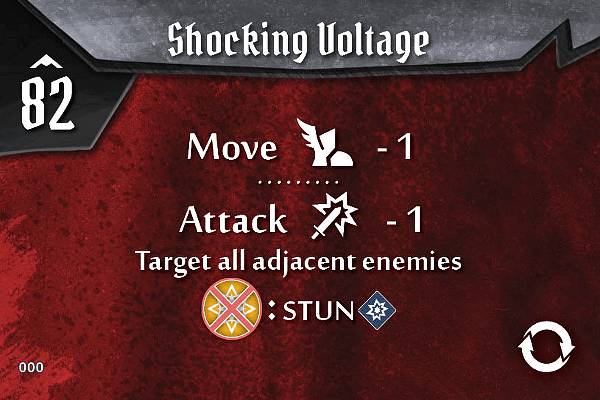 Shocking Voltage
82
Move - 1
Attack - 1
Target all adjacent enemies
: STUN
000